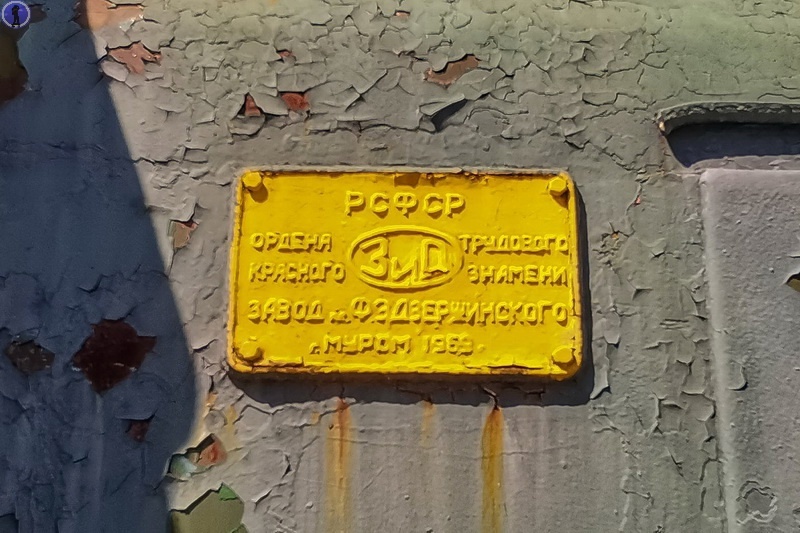 РСФСР
ОРДЕНА ТРУДОВОГО
ЗиД
КРАСНОГО ЗНАМЕНИ
ЗАВОД им. Ф.Э.ДЗЕРЖИНСКОГО
г. МУРОМ 1969